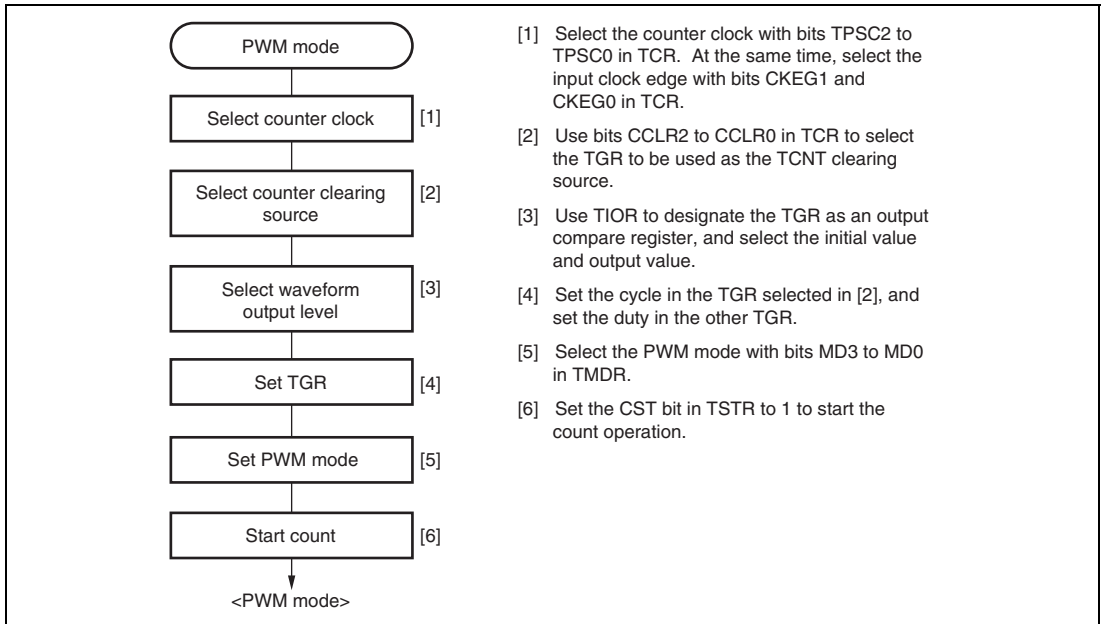 PWM mode
Select counter clock
[1]
Select counter clearing
source
[2]
Select waveform
output level
[3]
Set TGR
[4]
Set PWM mode
[5]
Start count
[6]
<PWM mode>
[1] Select the counter clock with bits TPSC2 to
TPSC0 in TCR. At the same time, select the
input clock edge with bits CKEG1 and
CKEG0 in TCR.
[2] Use bits CCLR2 to CCLR0 in TCR to select
the TGR to be used as the TCNT clearing
source.
[3] Use TIOR to designate the TGR as an output
compare register, and select the initial value
and output value.
[4] Set the cycle in the TGR selected in [2], and
set the duty in the other TGR.
[5] Select the PWM mode with bits MD3 to MD0
in TMDR.
[6] Set the CST bit in TSTR to 1 to start the
count operation.